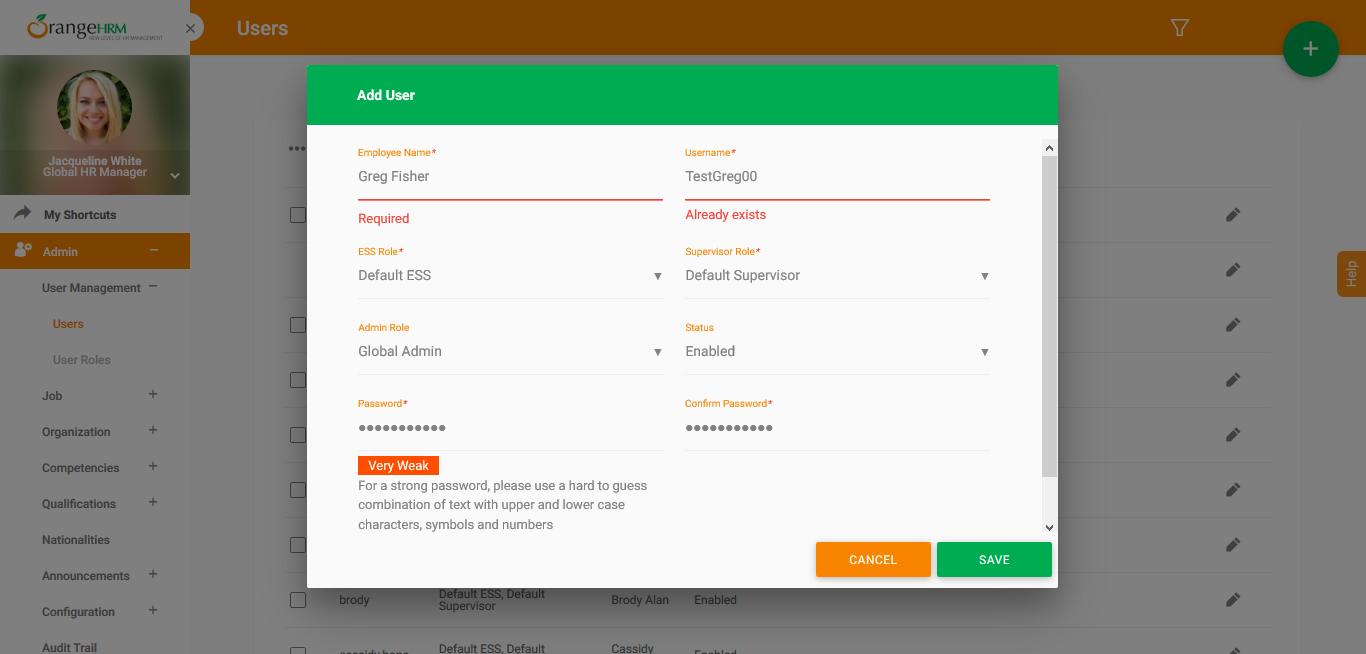 OrangeHRM
NEW LEVEL OF HR MANAGEMENT
Users
Jacqueline White
Global HR Manager
My Shortcuts
Admin
User Management
Users
User Roles
Job
Organization
Competencies
Qualifications
Nationalities
Announcements
Configuration
Audit Trail
Add User
Employee Name*
Username*
Greg Fisher
TestGreg00
Required
Already exists
ESS Role*
Supervisor Role*
Default ESS
Default Supervisor
Admin Role
Status
Global Admin
Enabled
Password*
Confirm Password*
Very Weak
For a strong password, please use a hard to guess
combination of text with upper and lower case
characters, symbols and numbers
CANCEL
SAVE
Help
brody
Default ESS, Default
Supervisor
Brody Alan
Enabled
Default ESS, Default
Cassidy
Enabled